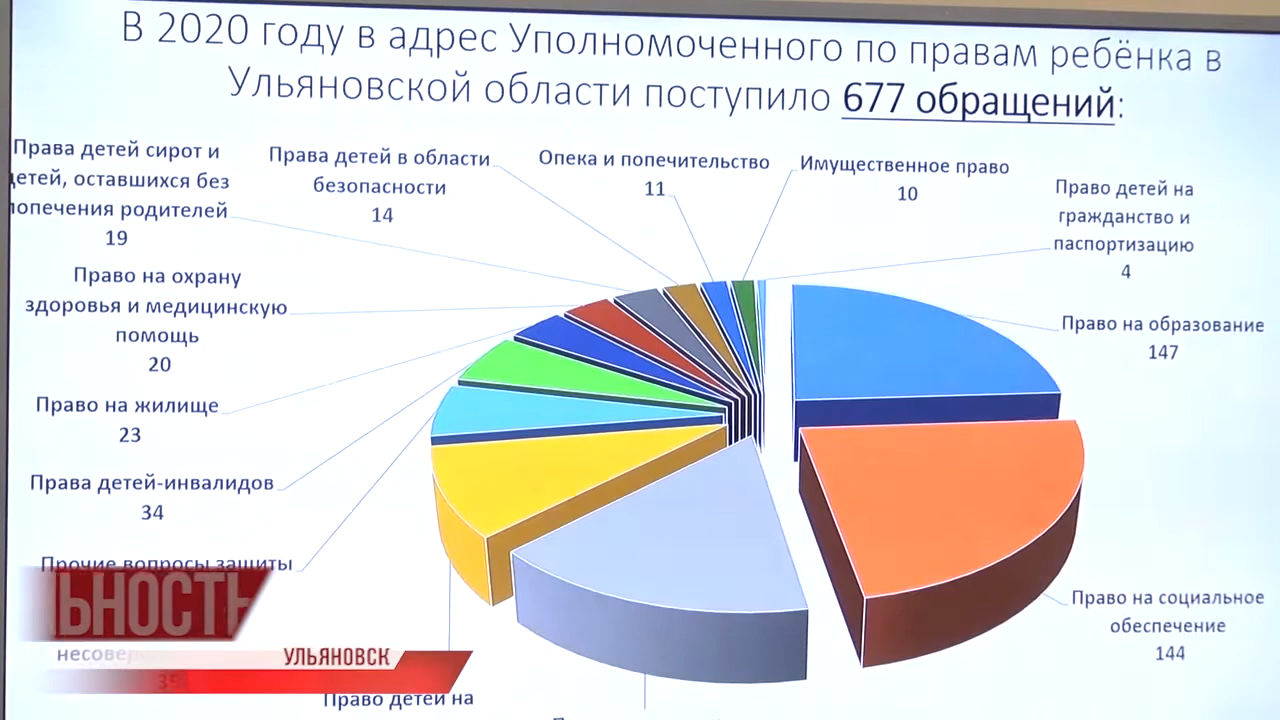 В 2020 году в адрес Уполномоченного по правам ребёнка в
Ульяновской области поступило 677 обращений:
Права детей сирот и
детей, оставшихся без
попечения родителей
19
Права детей в области
безопасности
14
Опека и попечительство
11
Имущественное право
10
Право детей на
гражданство и
паспортизацию
4
Право на охрану
здоровья и медицинскую
помощь
20
Право на образование
147
Право на жилище
23
Права детей-инвалидов
34
Прочие вопросы защиты
ЬНОСТЬ
несовер
35
УЛЬЯНОВСК
Право на социальное
обеспечение
144
Право детей на